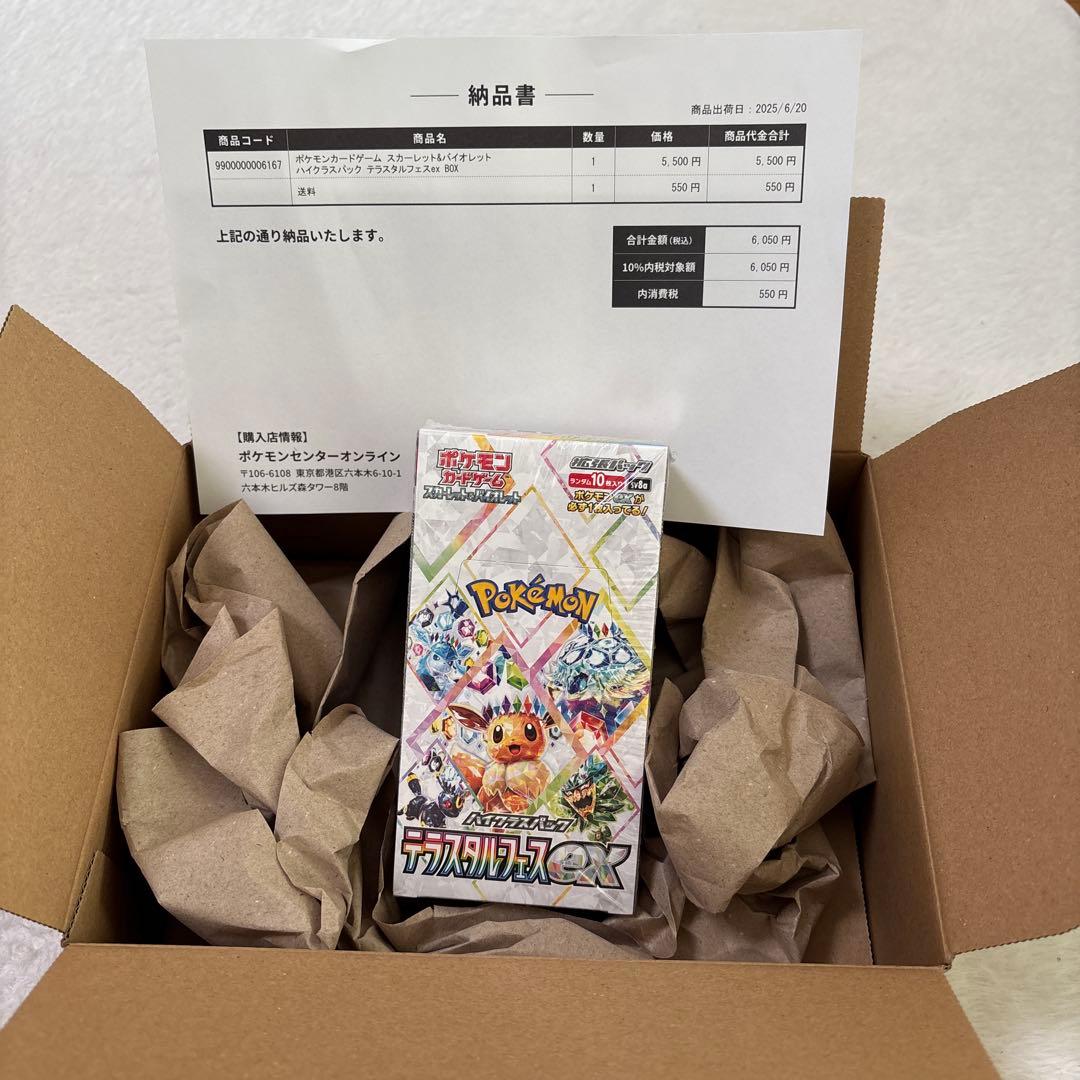 納品書
商品出荷日：2025/6/20
商品コード 商品名 数量 価格 商品代金合計
9900000006167 ポケモンカードゲーム スカーレット&バイオレット 1 5,500円 5,500円
ハイクラスパック テラスタルフェスex BOX
送料 1 550円 550円
上記の通り納品いたします。
合計金額(税込) 6,050円
10%内税対象額 6,050円
内消費税 550円
【購入店情報】
ポケモンセンターオンライン
〒106-6108 東京都港区六本木6-10-1
六本木ヒルズ森タワー8階
ポケモン
カードゲーム
スカーレット&バイオレット
拡張パック
ランダム10枚入り sv8a
ポケモンexが
必ず1枚入ってる!
POKéMON
ハイクラスパック
テラスタルフェスex